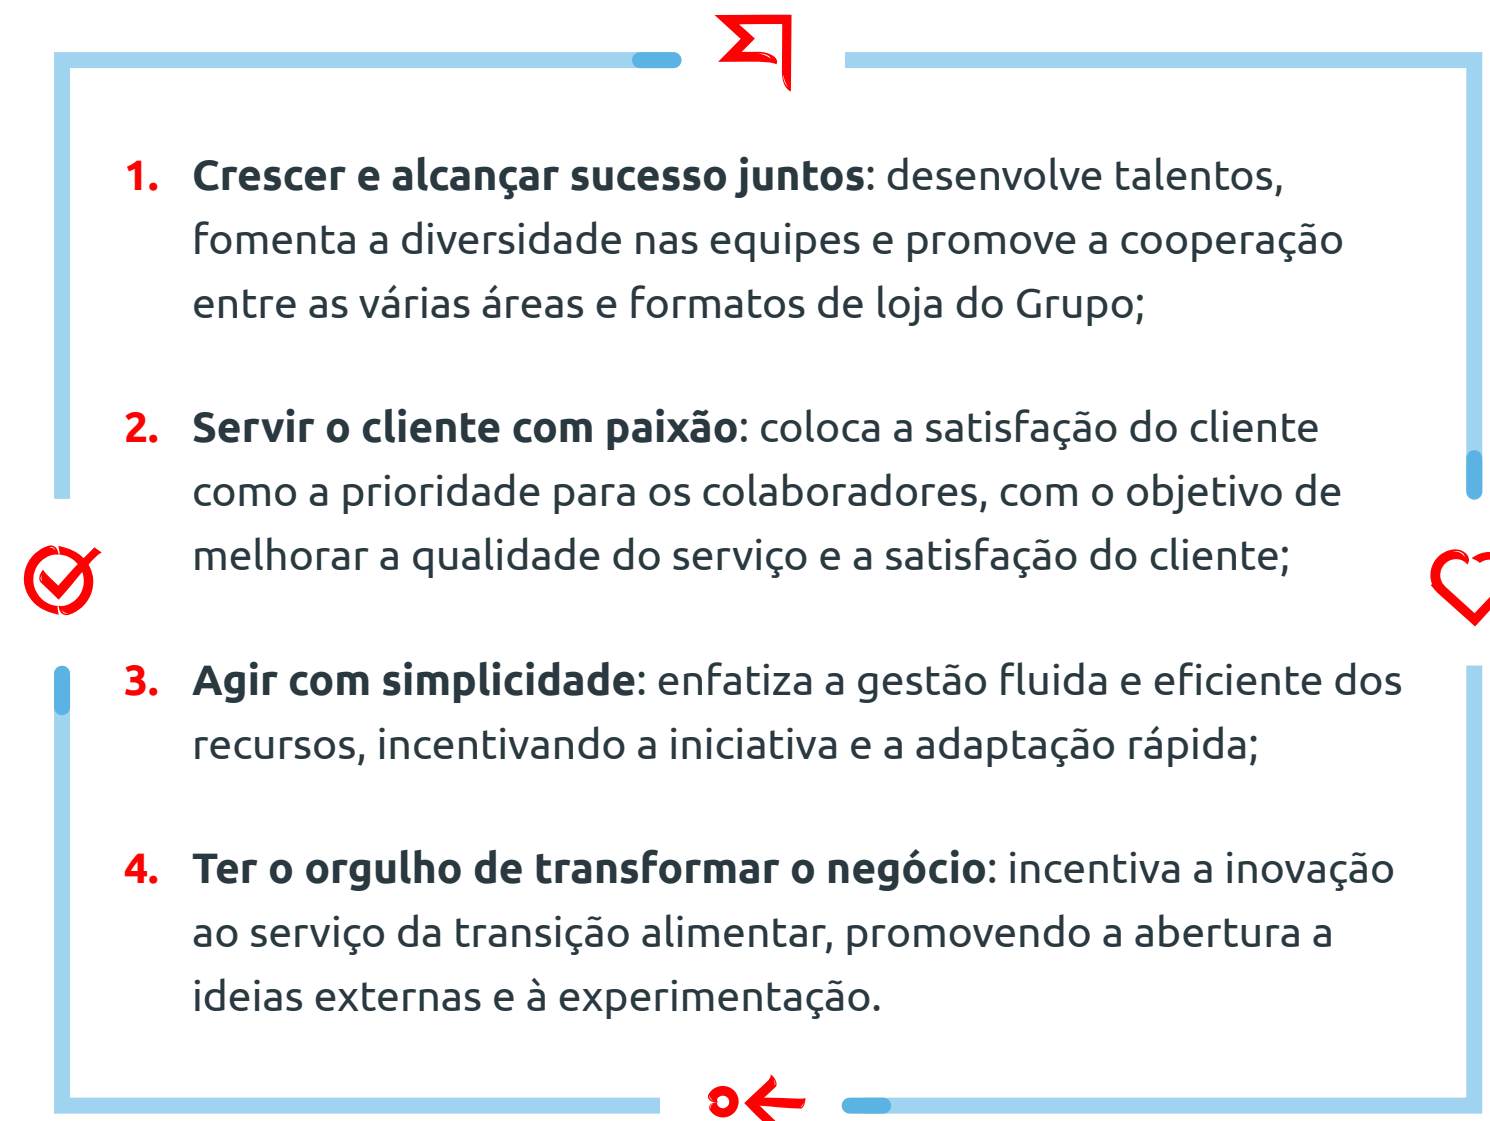 1. Crescer e alcançar sucesso juntos: desenvolve talentos,
fomenta a diversidade nas equipes e promove a cooperação
entre as várias áreas e formatos de loja do Grupo;
2. Servir o cliente com paixão: coloca a satisfação do cliente
como a prioridade para os colaboradores, com o objetivo de
melhorar a qualidade do serviço e a satisfação do cliente;
3. Agir com simplicidade: enfatiza a gestão fluida e eficiente dos
recursos, incentivando a iniciativa e a adaptação rápida;
4. Ter o orgulho de transformar o negócio: incentiva a inovação
ao serviço da transição alimentar, promovendo a abertura a
ideias externas e à experimentação.